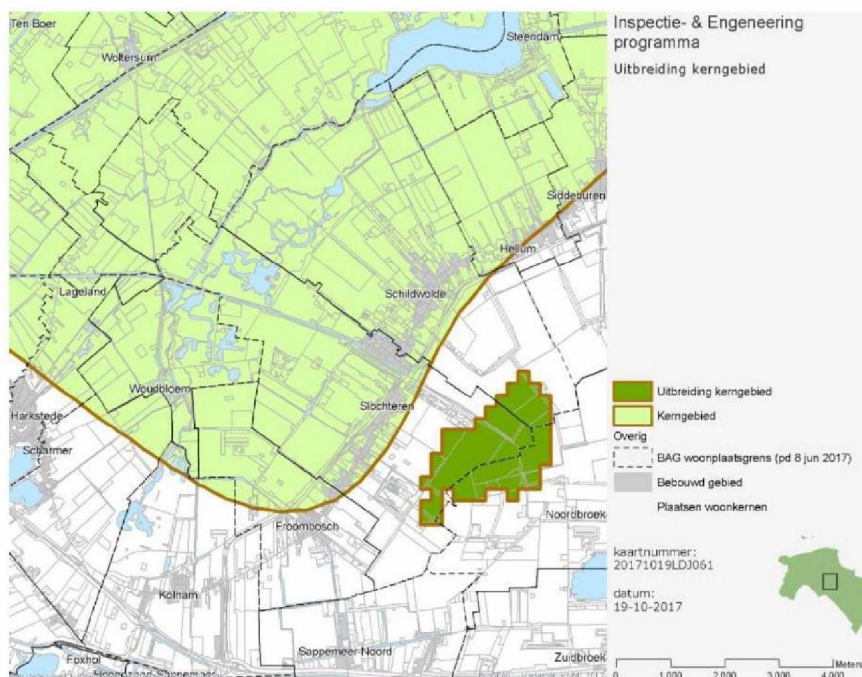 Inspectie- & Engeneering
programma
Uitbreiding kerngebied
Ten Boer
Woltersum
Steendam
Siddeburen
Hellum
Schildwolde
Lageland
Woudbloem
Slochteren
Harkstede
Scharmer
Froombosch
Noordbroek
Kolham
Foxhol
Sappemeer-Noord
Zuidbroek
Uitbreiding kerngebied
Kerngebied
Overig
BAG woonplaatsgrens (pd 8 jun 2017)
Bebouwd gebied
Plaatsen woonkernen
kaartnummer:
20171019LDJ061
datum:
19-10-2017
Meters
0 1.000 2.000 3.000 4.000